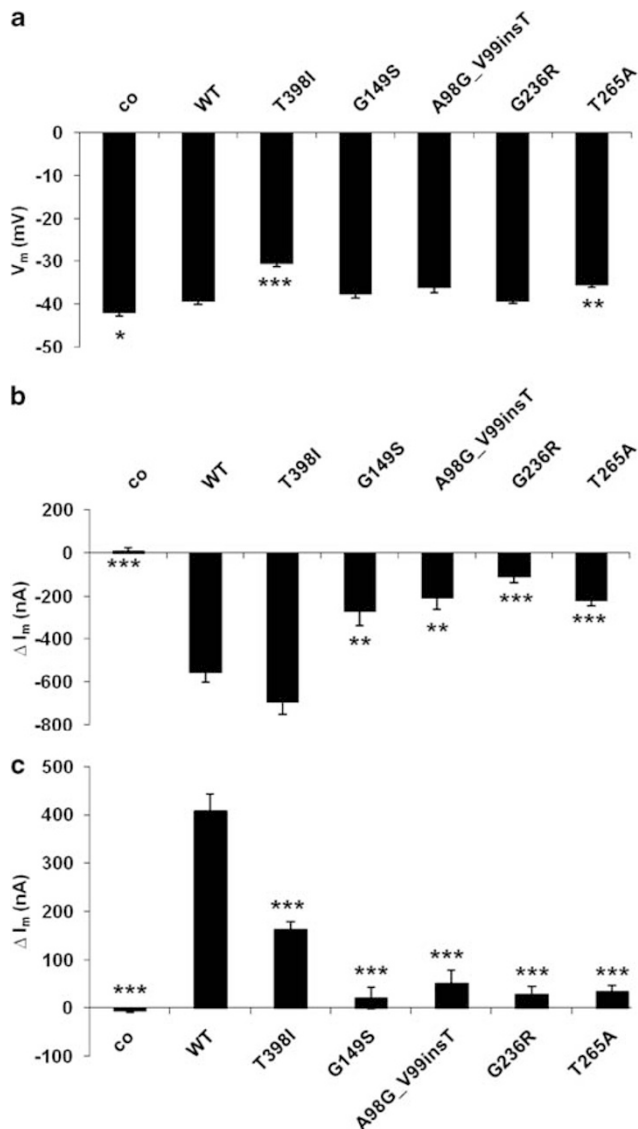 a
co WT T398I G149S A98G_V99insT G236R T265A
0
-10
-20
-30
-40
-50
Vm (mV)
* *** **
b
co WT T398I G149S A98G_V99insT G236R T265A
200
0
-200
-400
-600
-800
Δ Im (nA)
*** ** ** *** ***
c
500
400
300
200
100
0
-100
Δ Im (nA)
*** *** *** *** *** ***
co WT T398I G149S A98G_V99insT G236R T265A